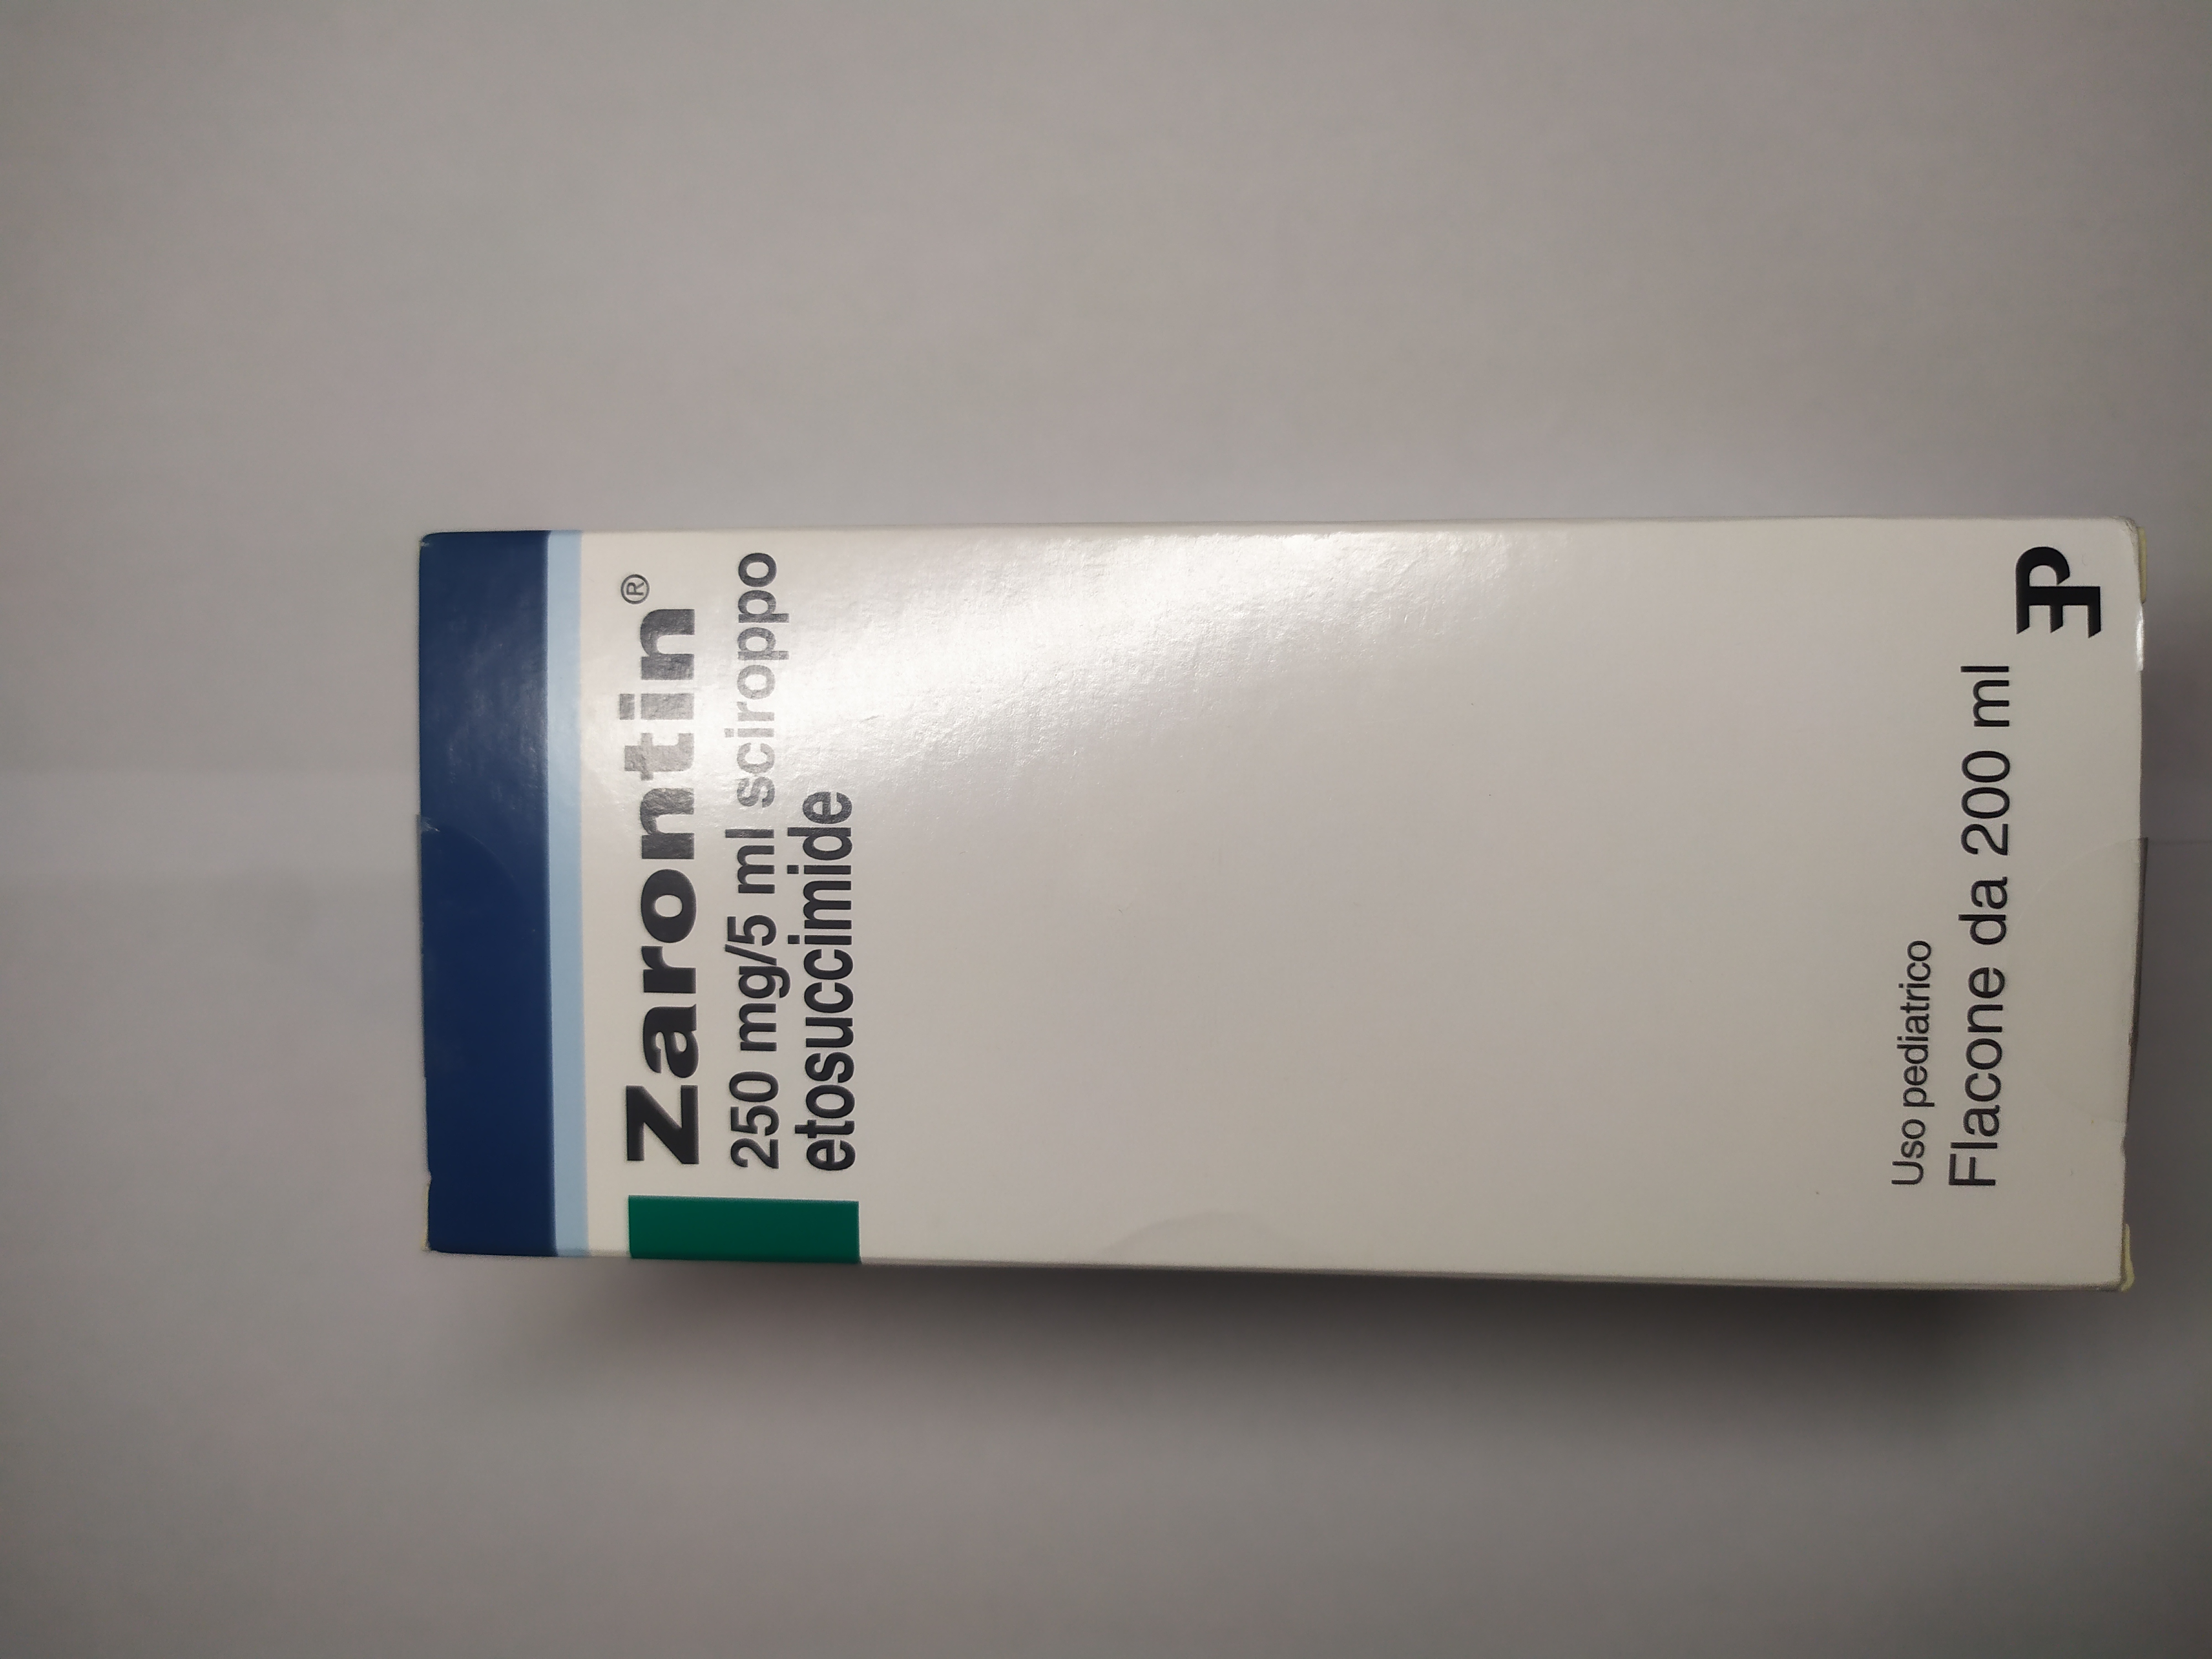 Zarontin®
250 mg/5 ml sciroppo
etosuccimide
Uso pediatrico
Flacone da 200 ml